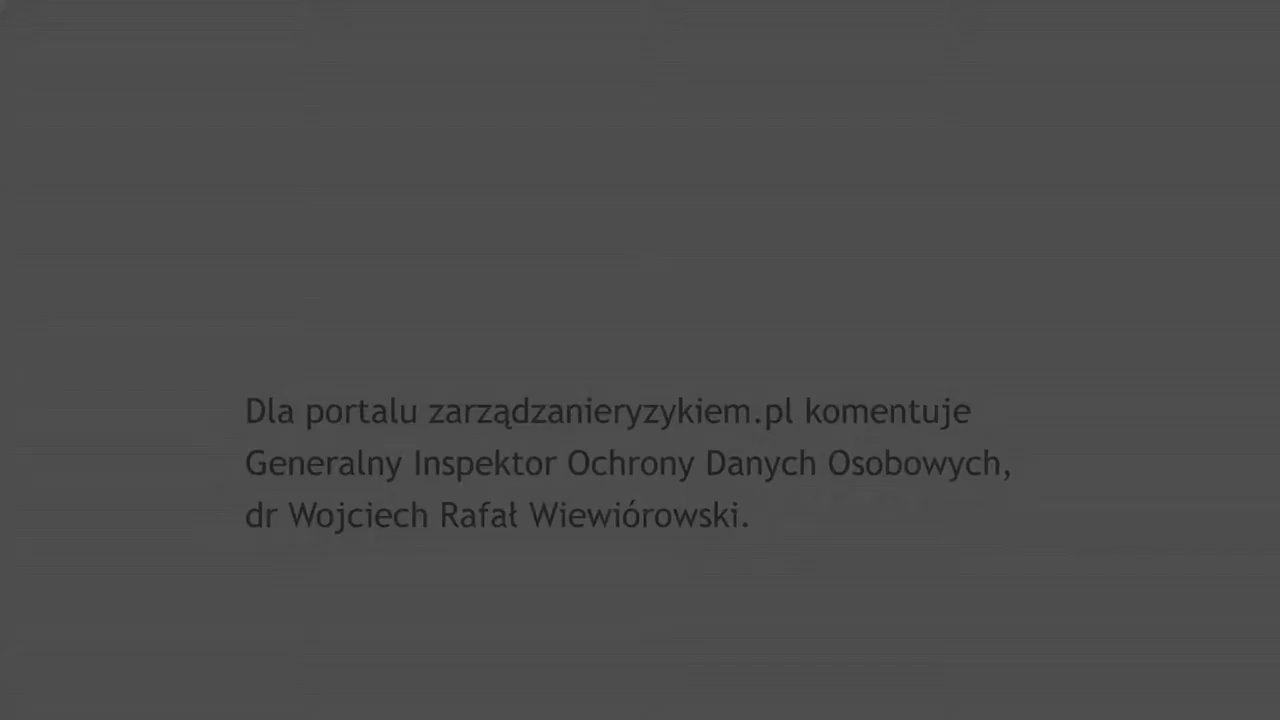 Dla portalu zarządzanieryzykiem.pl komentuje
Generalny Inspektor Ochrony Danych Osobowych,
dr Wojciech Rafał Wiewiórowski.